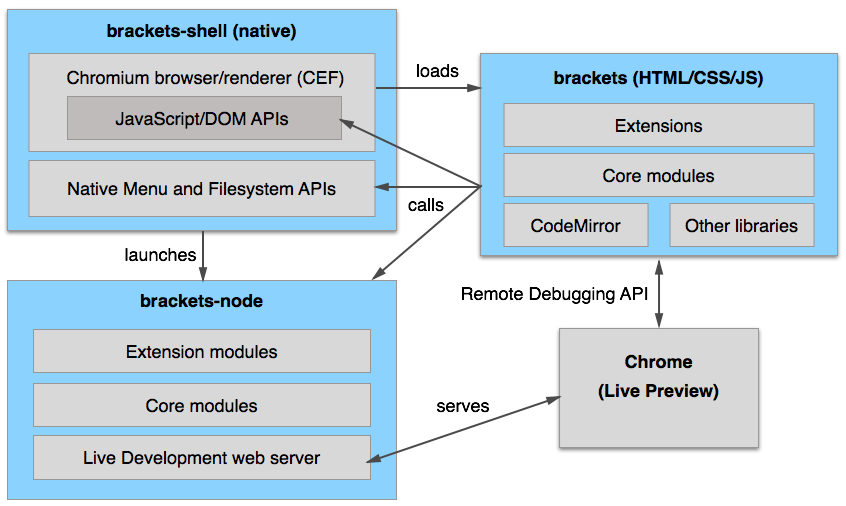 brackets-shell (native)
Chromium browser/renderer (CEF)
JavaScript/DOM APIs
Native Menu and Filesystem APIs
loads
brackets (HTML/CSS/JS)
Extensions
Core modules
CodeMirror
Other libraries
calls
launches
Remote Debugging API
brackets-node
Extension modules
Core modules
Live Development web server
serves
Chrome
(Live Preview)